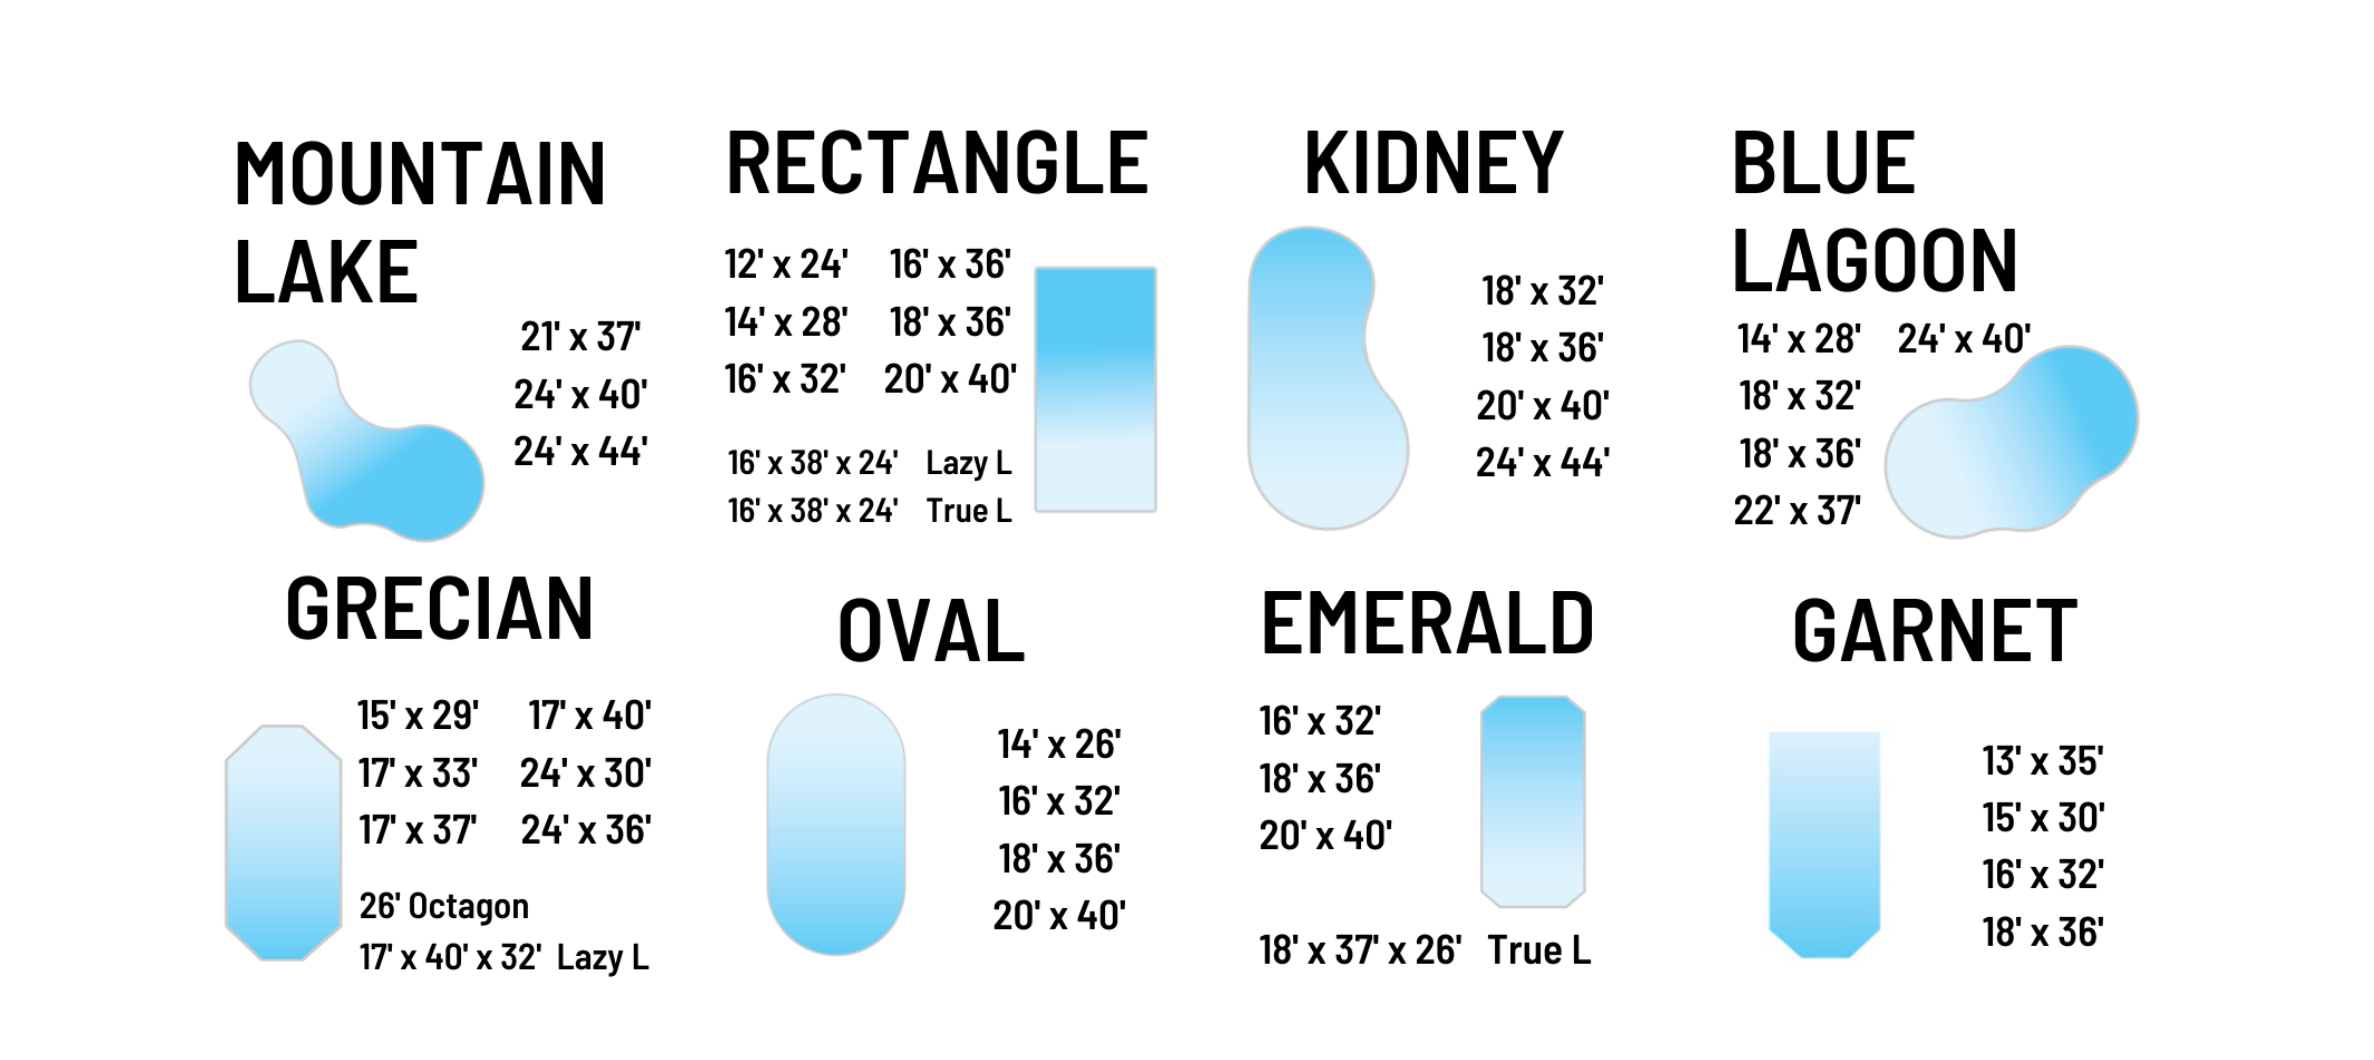 MOUNTAIN
LAKE
21' x 37'
24' x 40'
24' x 44'
RECTANGLE
12' x 24' 16' x 36'
14' x 28' 18' x 36'
16' x 32' 20' x 40'
16' x 38' x 24' Lazy L
16' x 38' x 24' True L
KIDNEY
18' x 32'
18' x 36'
20' x 40'
24' x 44'
BLUE
LAGOON
14' x 28' 24' x 40'
18' x 32'
18' x 36'
22' x 37'
GRECIAN
15' x 29' 17' x 40'
17' x 33' 24' x 30'
17' x 37' 24' x 36'
26' Octagon
17' x 40' x 32' Lazy L
OVAL
14' x 26'
16' x 32'
18' x 36'
20' x 40'
EMERALD
16' x 32'
18' x 36'
20' x 40'
18' x 37' x 26' True L
GARNET
13' x 35'
15' x 30'
16' x 32'
18' x 36'